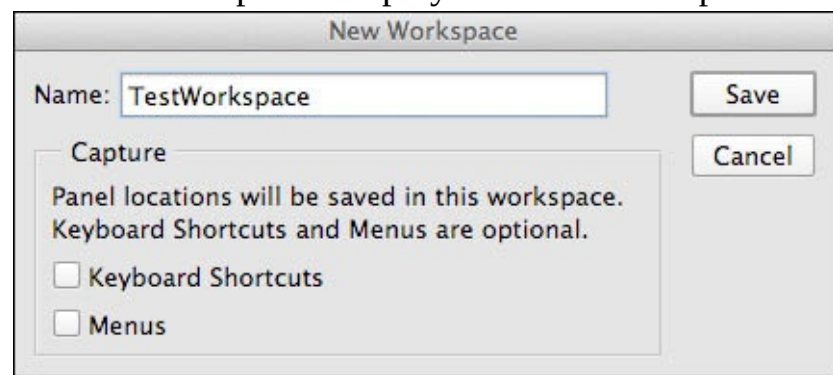 New Workspace
Name: TestWorkspace
Save
Capture
Cancel
Panel locations will be saved in this workspace.
Keyboard Shortcuts and Menus are optional.
Keyboard Shortcuts
Menus